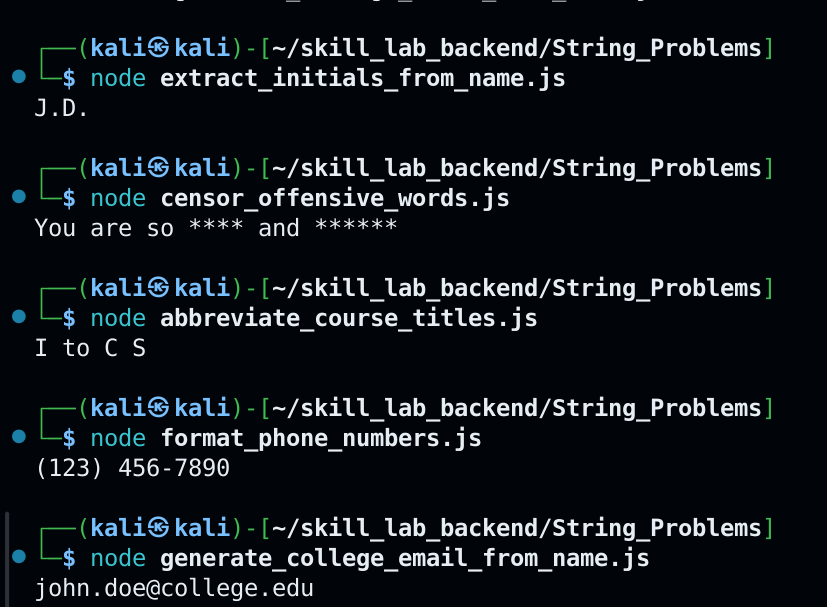 ┌──(kali㉿kali)-[~/skill_lab_backend/String_Problems]
└─$ node extract_initials_from_name.js
J.D.
┌──(kali㉿kali)-[~/skill_lab_backend/String_Problems]
└─$ node censor_offensive_words.js
You are so **** and ******
┌──(kali㉿kali)-[~/skill_lab_backend/String_Problems]
└─$ node abbreviate_course_titles.js
I to C S
┌──(kali㉿kali)-[~/skill_lab_backend/String_Problems]
└─$ node format_phone_numbers.js
(123) 456-7890
┌──(kali㉿kali)-[~/skill_lab_backend/String_Problems]
└─$ node generate_college_email_from_name.js
john.doe@college.edu